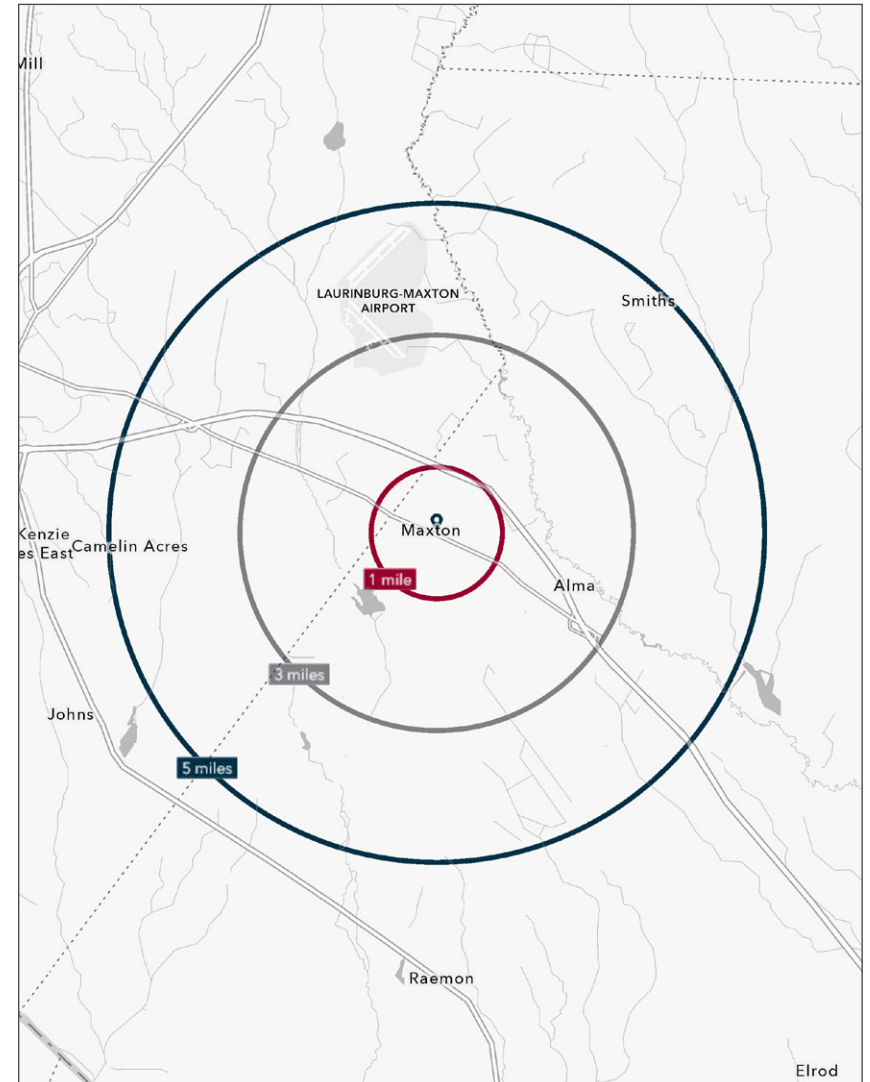 Mill
LAURINBURG-MAXTON
AIRPORT
Smiths
Maxton
Kenzie
es East
Camelin Acres
1 mile
Alma
3 miles
Johns
5 miles
Raemon
Elrod